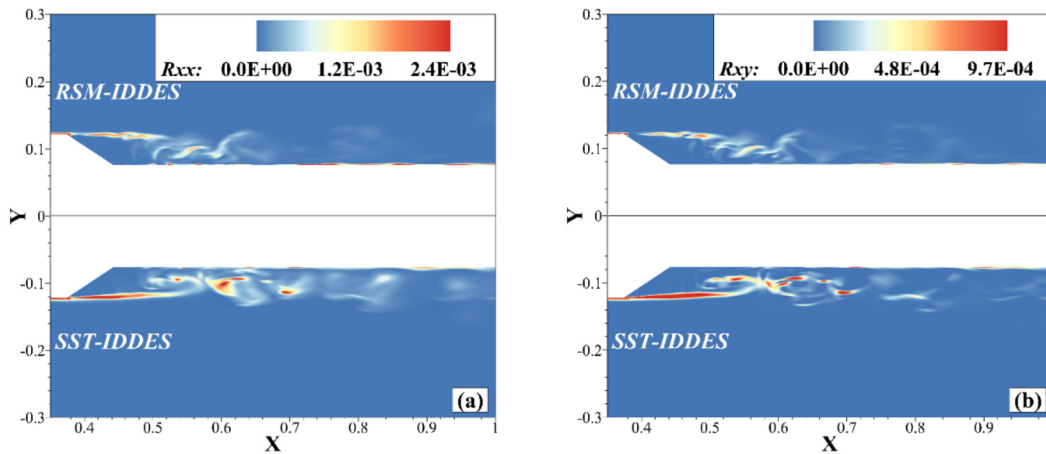 0.3
0.2
0.1
0
-0.1
-0.2
-0.3
Y
Rxx: 0.0E+00 1.2E-03 2.4E-03
RSM-IDDES
SST-IDDES
(a)
0.4 0.5 0.6 0.7 0.8 0.9 1
X
0.3
0.2
0.1
0
-0.1
-0.2
-0.3
Y
Rxy: 0.0E+00 4.8E-04 9.7E-04
RSM-IDDES
SST-IDDES
(b)
0.4 0.5 0.6 0.7 0.8 0.9
X